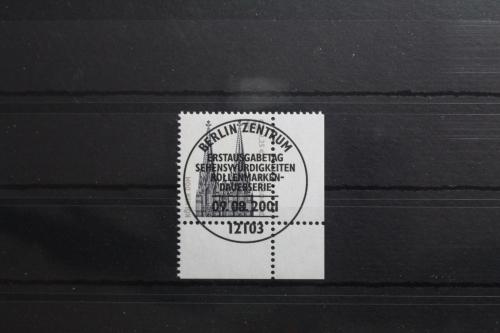 BERLIN ZENTRUM
ERSTAUSGABETAG
SEHENSWÜRDIGKEITEN
ROLLENMARKEN-
DAUERSERIE
09.08.2001
12103